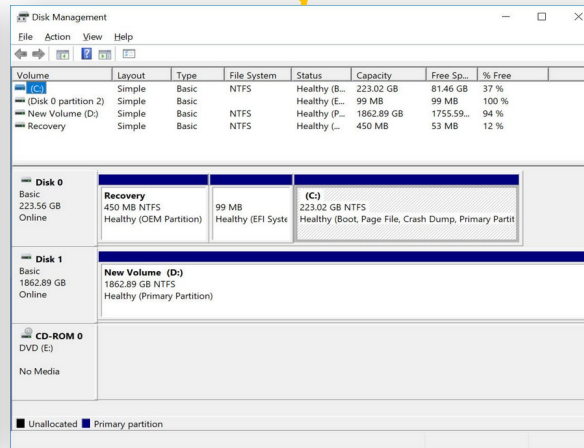 Disk Management
File Action View Help
Volume Layout Type File System Status Capacity Free Sp... % Free
(C:) Simple Basic NTFS Healthy (B... 223.02 GB 81.46 GB 37 %
(Disk 0 partition 2) Simple Basic Healthy (E... 99 MB 99 MB 100 %
New Volume (D:) Simple Basic NTFS Healthy (P... 1862.89 GB 1755.59... 94 %
Recovery Simple Basic NTFS Healthy (... 450 MB 53 MB 12 %
Disk 0
Basic
223.56 GB
Online
Recovery
450 MB NTFS
Healthy (OEM Partition)
99 MB
Healthy (EFI Syste
(C:)
223.02 GB NTFS
Healthy (Boot, Page File, Crash Dump, Primary Partit
Disk 1
Basic
1862.89 GB
Online
New Volume (D:)
1862.89 GB NTFS
Healthy (Primary Partition)
CD-ROM 0
DVD (E:)
No Media
Unallocated Primary partition